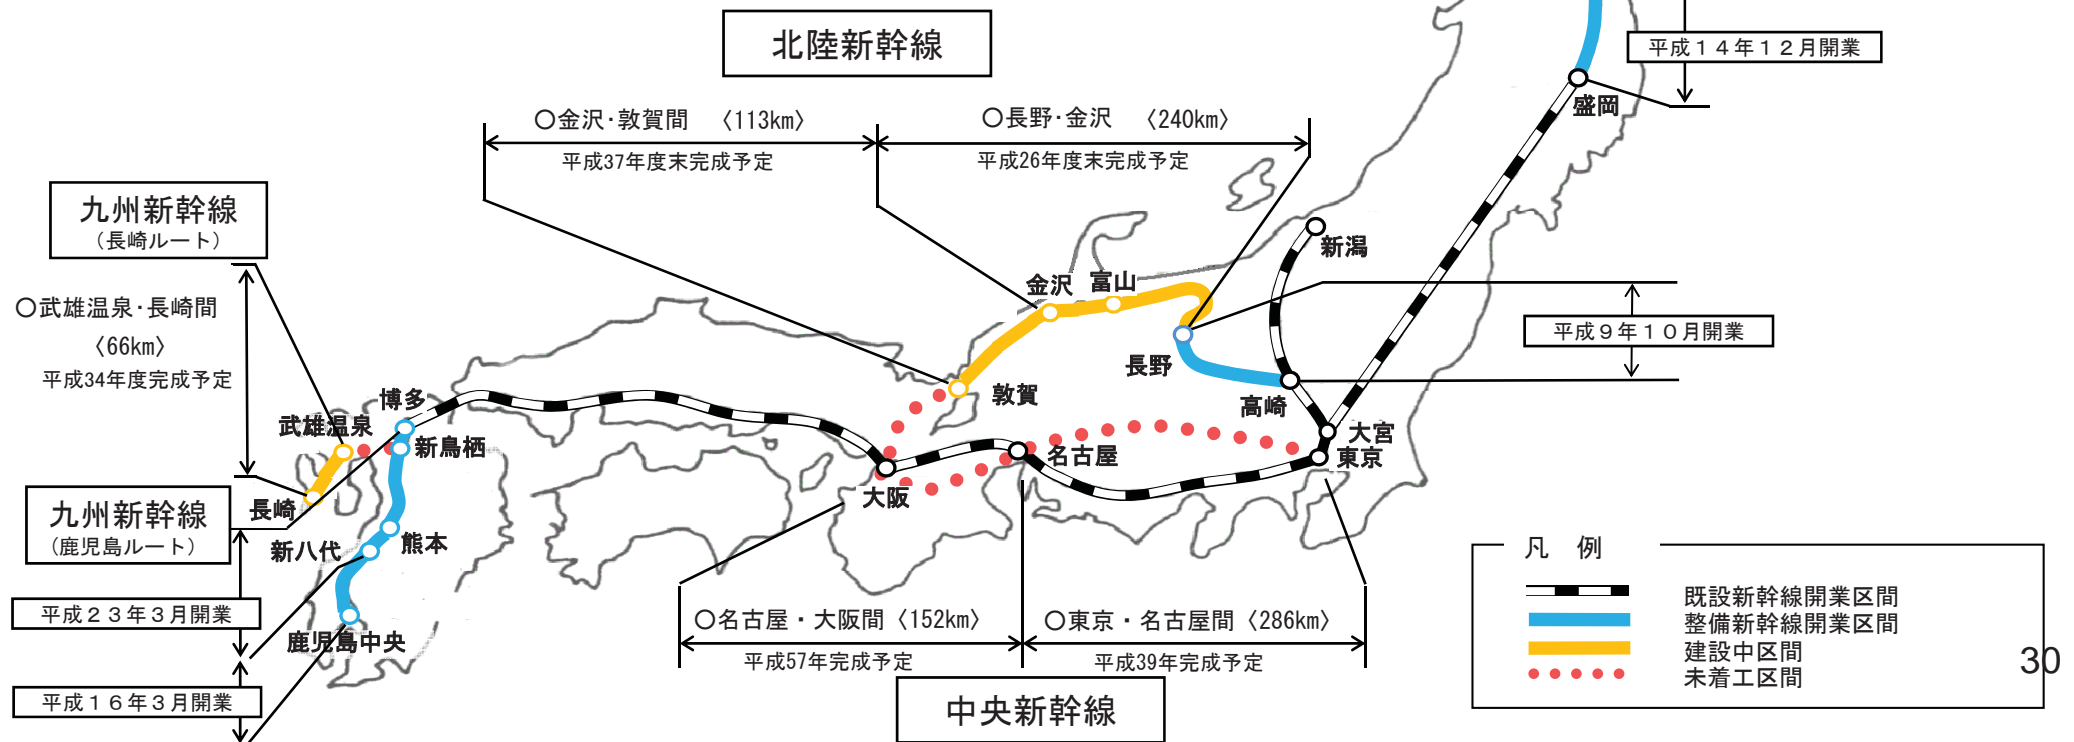 北陸新幹線
平成１４年１２月開業
盛岡
○金沢・敦賀間　〈113km〉
平成37年度末完成予定
○長野・金沢　〈240km〉
平成26年度末完成予定
九州新幹線
（長崎ルート）
○武雄温泉・長崎間
〈66km〉
平成34年度完成予定
新潟
金沢
富山
平成９年１０月開業
長野
敦賀
高崎
博多
武雄温泉
新鳥栖
大宮
東京
名古屋
大阪
長崎
九州新幹線
（鹿児島ルート）
新八代
熊本
平成２３年３月開業
鹿児島中央
平成１６年３月開業
○名古屋・大阪間〈152km〉
平成57年完成予定
○東京・名古屋間〈286km〉
平成39年完成予定
中央新幹線
凡　例
既設新幹線開業区間
整備新幹線開業区間
建設中区間
未着工区間
30